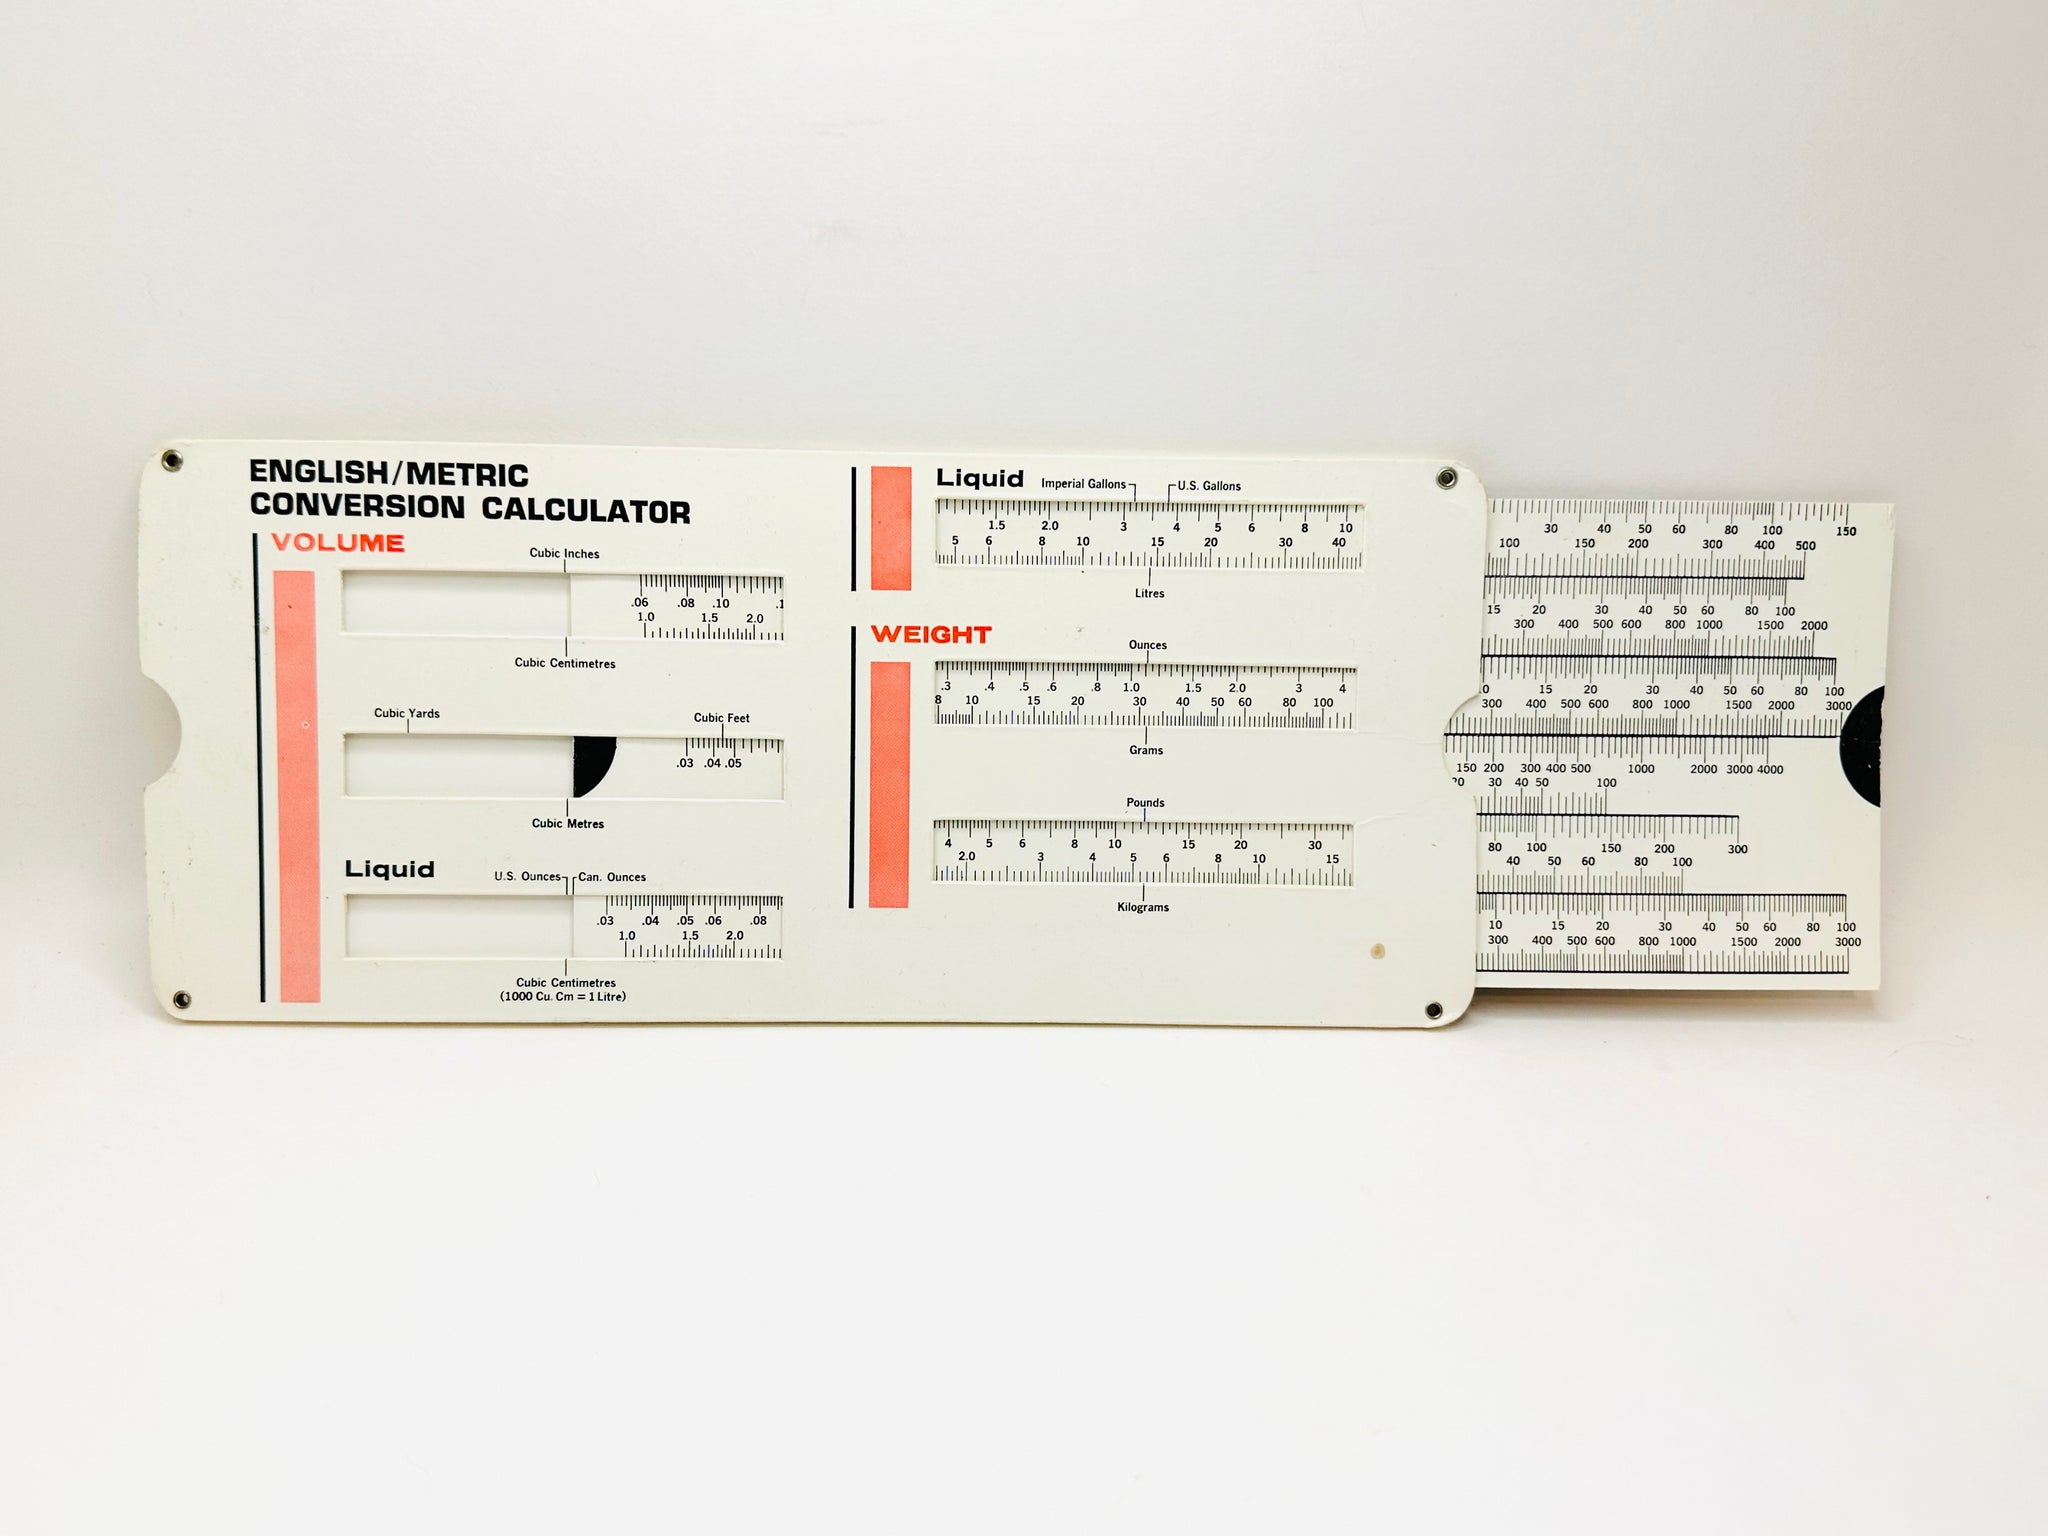 ENGLISH/METRIC
CONVERSION CALCULATOR
VOLUME
Cubic Inches
.06 .08 .10 .1
1.0 1.5 2.0
Cubic Centimetres
Cubic Yards Cubic Feet
.03 .04 .05
Cubic Metres
Liquid
U.S. Ounces Can. Ounces
.03 .04 .05 .06 .08
1.0 1.5 2.0
Cubic Centimetres
(1000 Cu. Cm = 1 Litre)
Liquid Imperial Gallons U.S. Gallons
1.5 2.0 3 4 5 6 8 10
5 6 8 10 15 20 30 40
Litres
WEIGHT
Ounces
.3 .4 .5 .6 .8 1.0 1.5 2.0 3 4
8 10 15 20 30 40 50 60 80 100
Grams
Pounds
4 5 6 8 10 15 20 30
2.0 3 4 5 6 8 10 15
Kilograms
30 40 50 60 80 100 150
100 150 200 300 400 500
15 20 30 40 50 60 80 100
300 400 500 600 800 1000 1500 2000
15 20 30 40 50 60 80 100
300 400 500 600 800 1000 1500 2000 3000
150 200 300 400 500 1000 2000 3000 4000
30 40 50 100
80 100 150 200 300
40 50 60 80 100
10 15 20 30 40 50 60 80 100
300 400 500 600 800 1000 1500 2000 3000